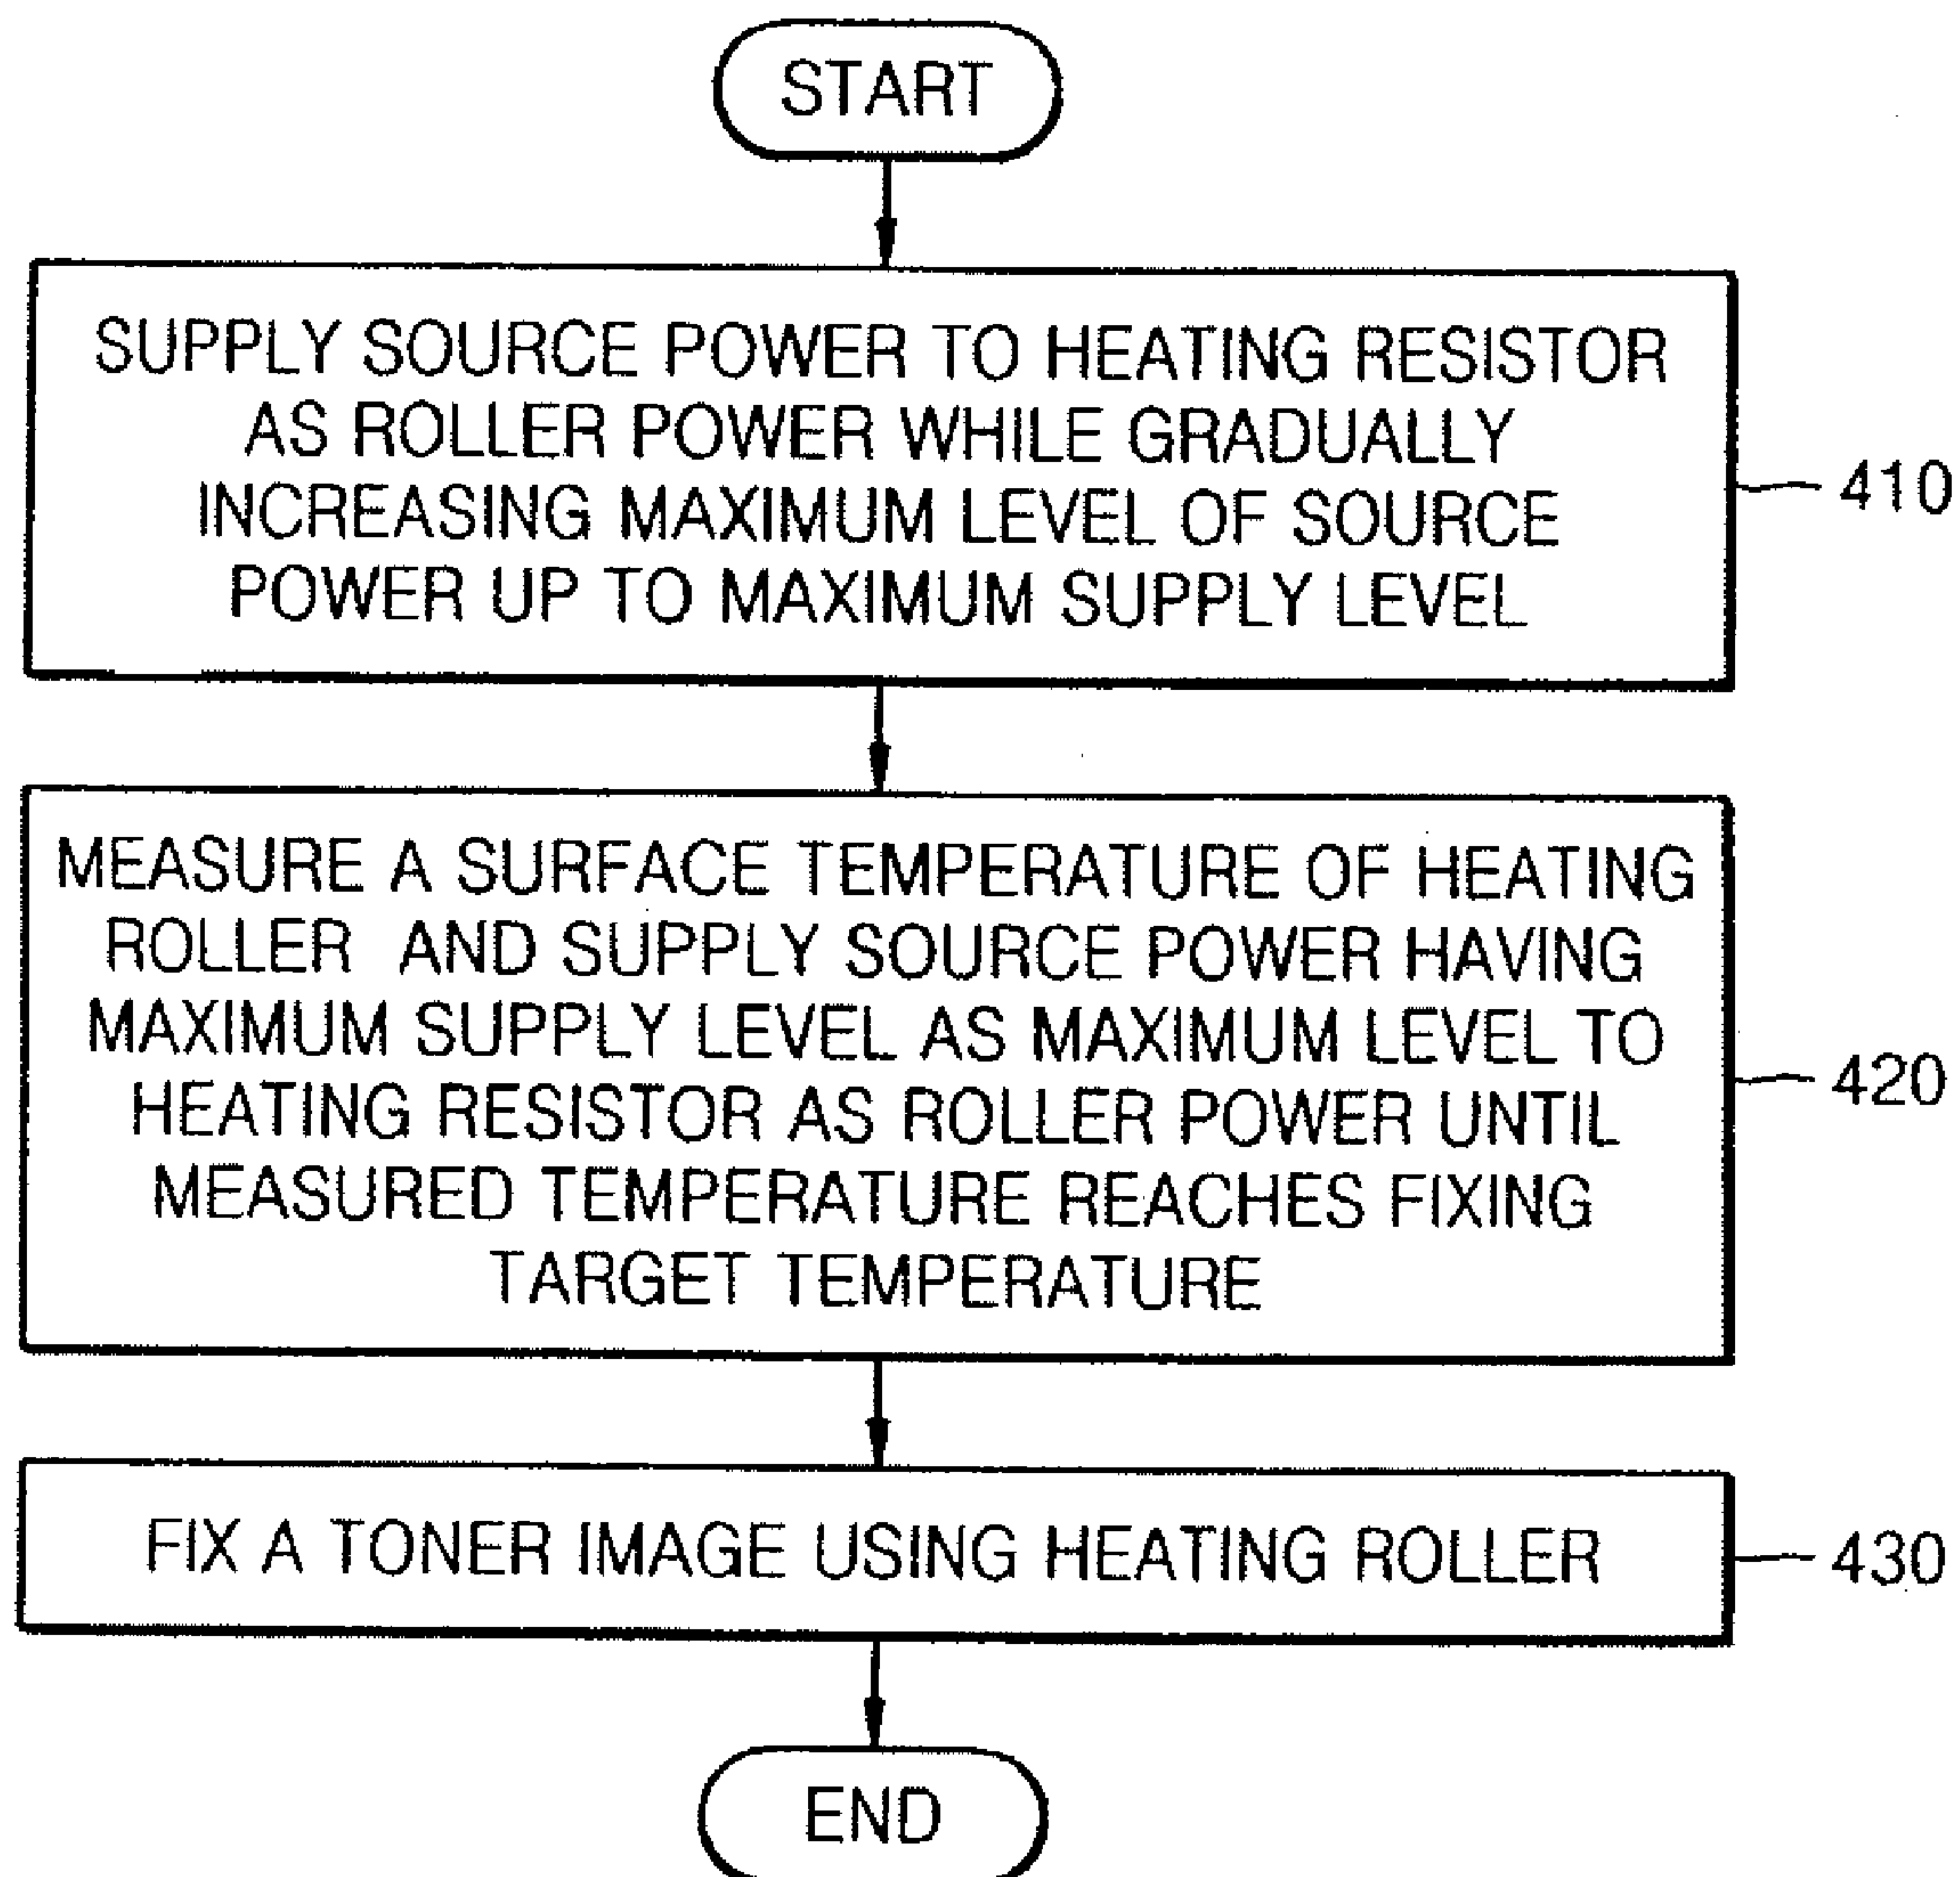 START
SUPPLY SOURCE POWER TO HEATING RESISTOR
AS ROLLER POWER WHILE GRADUALLY
INCREASING MAXIMUM LEVEL OF SOURCE
POWER UP TO MAXIMUM SUPPLY LEVEL
410
MEASURE A SURFACE TEMPERATURE OF HEATING
ROLLER AND SUPPLY SOURCE POWER HAVING
MAXIMUM SUPPLY LEVEL AS MAXIMUM LEVEL TO
HEATING RESISTOR AS ROLLER POWER UNTIL
MEASURED TEMPERATURE REACHES FIXING
TARGET TEMPERATURE
420
FIX A TONER IMAGE USING HEATING ROLLER
430
END